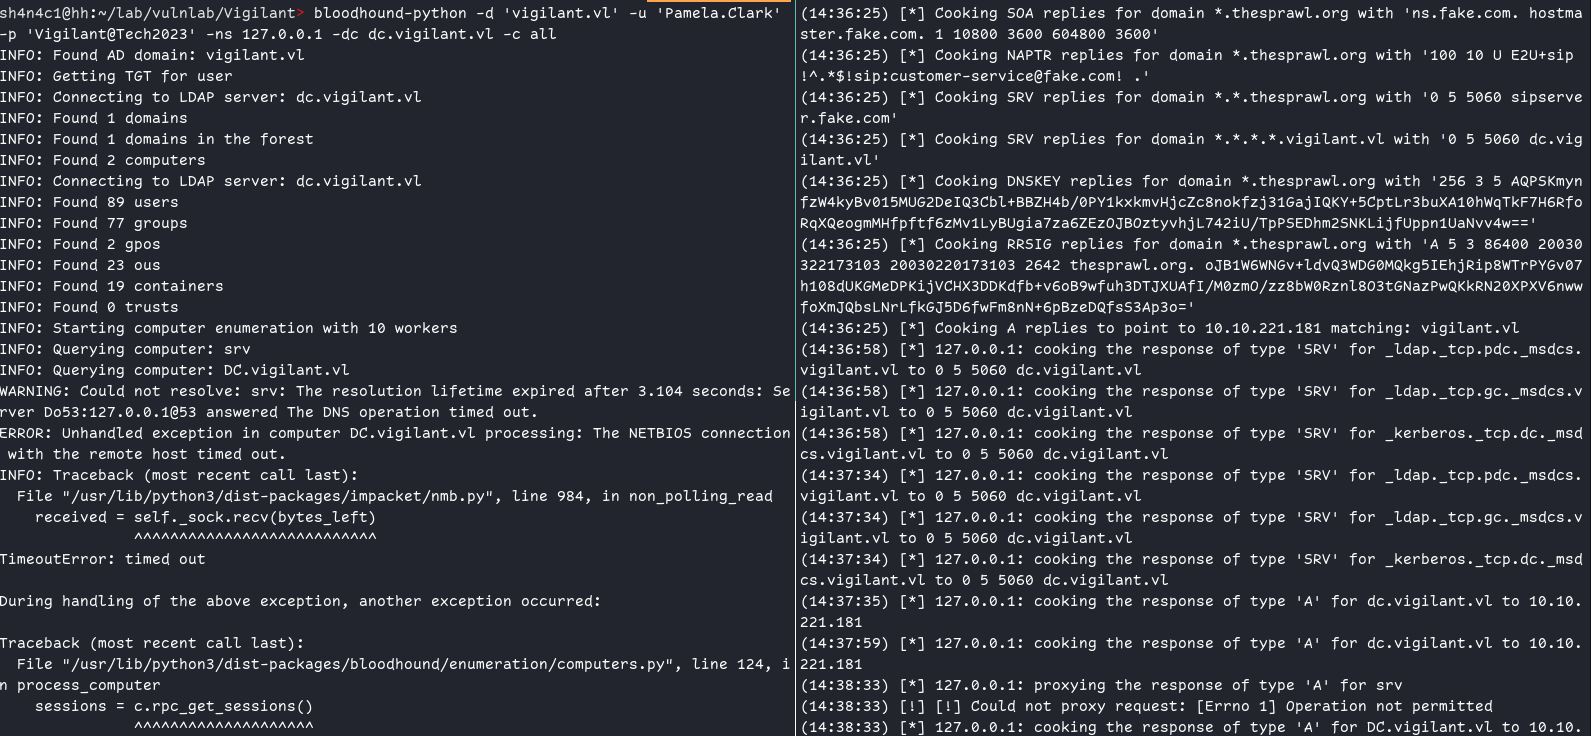 sh4n4c1@hh:~/lab/vulnlab/Vigilant> bloodhound-python -d 'vigilant.vl' -u 'Pamela.Clark'
-p 'Vigilant@Tech2023' -ns 127.0.0.1 -dc dc.vigilant.vl -c all
INFO: Found AD domain: vigilant.vl
INFO: Getting TGT for user
INFO: Connecting to LDAP server: dc.vigilant.vl
INFO: Found 1 domains
INFO: Found 1 domains in the forest
INFO: Found 2 computers
INFO: Connecting to LDAP server: dc.vigilant.vl
INFO: Found 89 users
INFO: Found 77 groups
INFO: Found 2 gpos
INFO: Found 23 ous
INFO: Found 19 containers
INFO: Found 0 trusts
INFO: Starting computer enumeration with 10 workers
INFO: Querying computer: srv
INFO: Querying computer: DC.vigilant.vl
WARNING: Could not resolve: srv: The resolution lifetime expired after 3.104 seconds: Se
rver Do53:127.0.0.1@53 answered The DNS operation timed out.
ERROR: Unhandled exception in computer DC.vigilant.vl processing: The NETBIOS connection
 with the remote host timed out.
INFO: Traceback (most recent call last):
  File "/usr/lib/python3/dist-packages/impacket/nmb.py", line 984, in non_polling_read
    received = self._sock.recv(bytes_left)
               ^^^^^^^^^^^^^^^^^^^^^^^^^^^
TimeoutError: timed out
During handling of the above exception, another exception occurred:
Traceback (most recent call last):
  File "/usr/lib/python3/dist-packages/bloodhound/enumeration/computers.py", line 124, i
n process_computer
    sessions = c.rpc_get_sessions()
               ^^^^^^^^^^^^^^^^^^^^
(14:36:25) [*] Cooking SOA replies for domain *.thesprawl.org with 'ns.fake.com. hostma
ster.fake.com. 1 10800 3600 604800 3600'
(14:36:25) [*] Cooking NAPTR replies for domain *.thesprawl.org with '100 10 U E2U+sip
!^.*$!sip:customer-service@fake.com! .'
(14:36:25) [*] Cooking SRV replies for domain *.*.thesprawl.org with '0 5 5060 sipserve
r.fake.com'
(14:36:25) [*] Cooking SRV replies for domain *.*.*.*.vigilant.vl with '0 5 5060 dc.vig
ilant.vl'
(14:36:25) [*] Cooking DNSKEY replies for domain *.thesprawl.org with '256 3 5 AQPSKmyn
fzW4kyBv015MUG2DeIQ3Cbl+BBZH4b/0PY1kxkmvHjcZc8nokfzj31GajIQKY+5CptLr3buXA10hWqTkF7H6Rfo
RqXQeogmMHfpftf6zMv1LyBUgia7za6ZEzOJBOztyvhjL742iU/TpPSEDhm2SNKLijfUppn1UaNvv4w=='
(14:36:25) [*] Cooking RRSIG replies for domain *.thesprawl.org with 'A 5 3 86400 20030
322173103 20030220173103 2642 thesprawl.org. oJB1W6WNGv+ldvQ3WDG0MQkg5IEhjRip8WTrPYGv07
h108dUKGMeDPKijVCHX3DDKdfb+v6oB9wfuh3DTJXUAfI/M0zmO/zz8bW0Rznl8O3tGNazPwQKkRN20XPXV6nww
foXmJQbsLNrLfkGJ5D6fwFm8nN+6pBzeDQfsS3Ap3o='
(14:36:25) [*] Cooking A replies to point to 10.10.221.181 matching: vigilant.vl
(14:36:58) [*] 127.0.0.1: cooking the response of type 'SRV' for _ldap._tcp.pdc._msdcs.
vigilant.vl to 0 5 5060 dc.vigilant.vl
(14:36:58) [*] 127.0.0.1: cooking the response of type 'SRV' for _ldap._tcp.gc._msdcs.v
igilant.vl to 0 5 5060 dc.vigilant.vl
(14:36:58) [*] 127.0.0.1: cooking the response of type 'SRV' for _kerberos._tcp.dc._msd
cs.vigilant.vl to 0 5 5060 dc.vigilant.vl
(14:37:34) [*] 127.0.0.1: cooking the response of type 'SRV' for _ldap._tcp.pdc._msdcs.
vigilant.vl to 0 5 5060 dc.vigilant.vl
(14:37:34) [*] 127.0.0.1: cooking the response of type 'SRV' for _ldap._tcp.gc._msdcs.v
igilant.vl to 0 5 5060 dc.vigilant.vl
(14:37:34) [*] 127.0.0.1: cooking the response of type 'SRV' for _kerberos._tcp.dc._msd
cs.vigilant.vl to 0 5 5060 dc.vigilant.vl
(14:37:35) [*] 127.0.0.1: cooking the response of type 'A' for dc.vigilant.vl to 10.10.
221.181
(14:37:59) [*] 127.0.0.1: cooking the response of type 'A' for dc.vigilant.vl to 10.10.
221.181
(14:38:33) [*] 127.0.0.1: proxying the response of type 'A' for srv
(14:38:33) [!] [!] Could not proxy request: [Errno 1] Operation not permitted
(14:38:33) [*] 127.0.0.1: cooking the response of type 'A' for DC.vigilant.vl to 10.10.